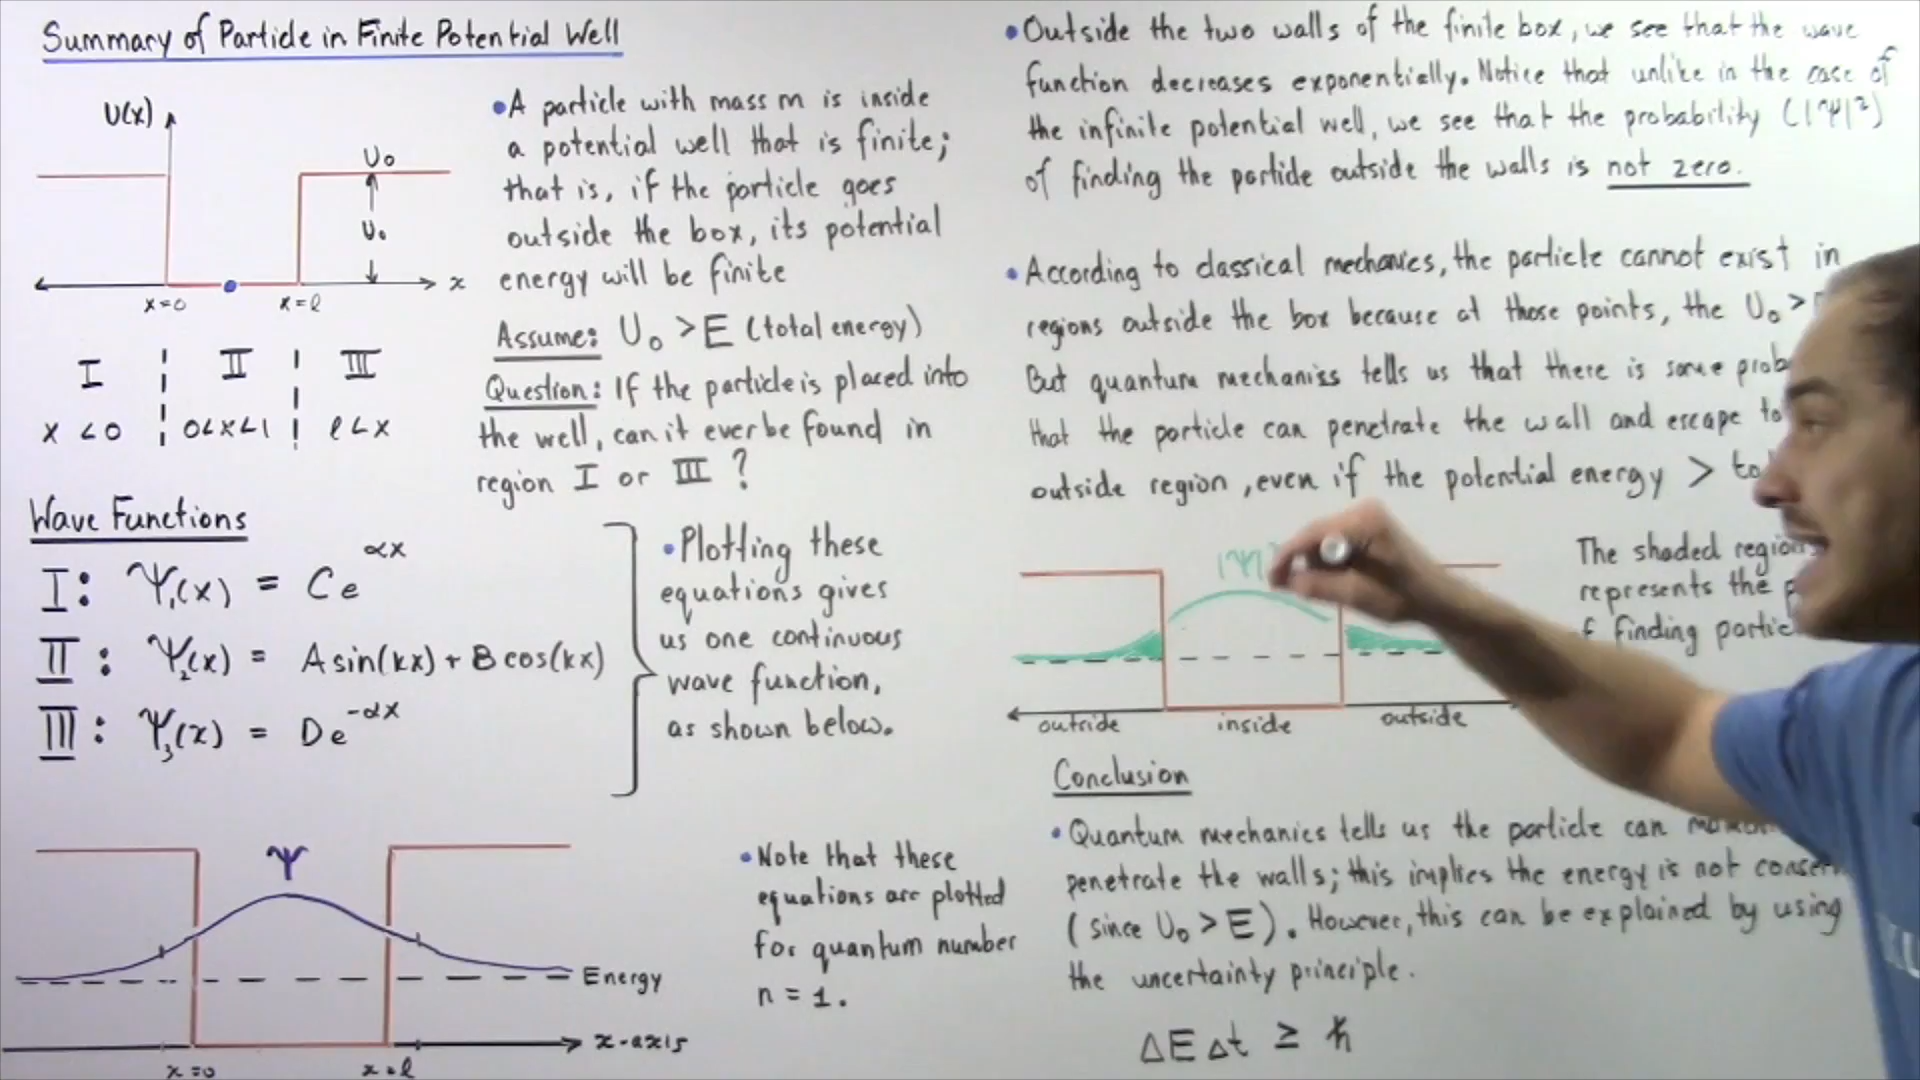 Summary of Particle in Finite Potential Well
U(x)
U₀
U₀
x
x=0
x=l
I
II
III
x<0
0<x<1
l<x
•A particle with mass m is inside
a potential well that is finite;
that is, if the particle goes
outside the box, its potential
energy will be finite
Assume: U₀ > E (total energy)
Question: If the particle is placed into
the well, can it ever be found in
region I or III ?
Wave Functions
I: Ψ₁(x) = Ce^αx
II: Ψ₂(x) = Asin(kx)+Bcos(kx)
III: Ψ₃(x) = De^-αx
•Plotting these
equations gives
us one continuous
wave function,
as shown below.
Ψ
Energy
x-axis
x=0
x=l
•Note that these
equations are plotted
for quantum number
n=1.
•Outside the two walls of the finite box, we see that the wave
function decreases exponentially. Notice that unlike in the case of
the infinite potential well, we see that the probability (|Ψ|²)
of finding the particle outside the walls is not zero.
•According to classical mechanics, the particle cannot exist in
regions outside the box because at those points, the U₀ >
But quantum mechaniss tells us that there is some
that the particle can penetrate the wall and escape to
outside region, even if the potential energy >
|Ψ|
outside
inside
outside
The shaded
represents the
finding
Conclusion
•Quantum mechanics tells us the particle can
penetrate the walls; this implies the energy is not
(since U₀ > E). However, this can be explained by using
the uncertainty principle.
ΔEΔt ≥ ℏ